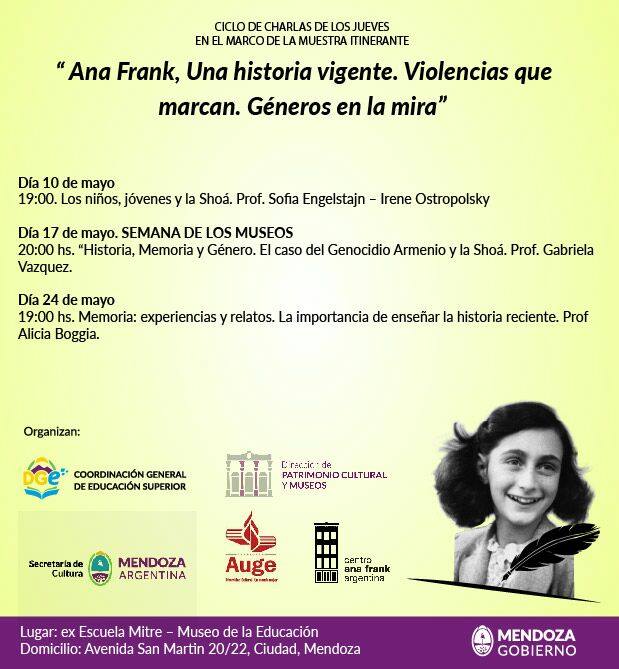 CICLO DE CHARLAS DE LOS JUEVES
EN EL MARCO DE LA MUESTRA ITINERANTE
“ Ana Frank, Una historia vigente. Violencias que
marcan. Géneros en la mira”
Día 10 de mayo
19:00. Los niños, jóvenes y la Shoá. Prof. Sofia Engelstajn – Irene Ostropolsky
Día 17 de mayo. SEMANA DE LOS MUSEOS
20:00 hs. “Historia, Memoria y Género. El caso del Genocidio Armenio y la Shoá. Prof. Gabriela
Vazquez.
Día 24 de mayo
19:00 hs. Memoria: experiencias y relatos. La importancia de enseñar la historia reciente. Prof
Alicia Boggia.
Organizan:
DGe
COORDINACIÓN GENERAL
DE EDUCACIÓN SUPERIOR
Dirección de
PATRIMONIO CULTURAL
Y MUSEOS
Secretaría de
Cultura
MENDOZA
ARGENTINA
Auge
centro
ana frank
argentina
Lugar: ex Escuela Mitre – Museo de la Educación
Domicilio: Avenida San Martin 20/22, Ciudad, Mendoza
MENDOZA
GOBIERNO